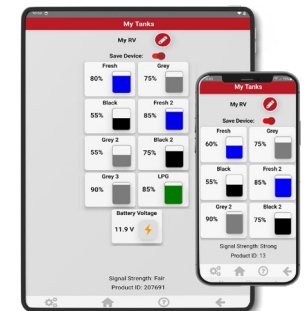 My Tanks
My RV
Save Device:
Fresh
Grey
80%
75%
Black
Fresh 2
55%
85%
Grey 2
Black 2
55%
75%
Grey 3
LPG
90%
85%
Battery Voltage
11.9 V
Signal Strength: Fair
Product ID: 207691
My Tanks
My RV
Save Device:
Fresh
Grey
60%
75%
Black
Fresh 2
55%
85%
Grey 2
Black 2
90%
75%
Signal Strength: Strong
Product ID: 13